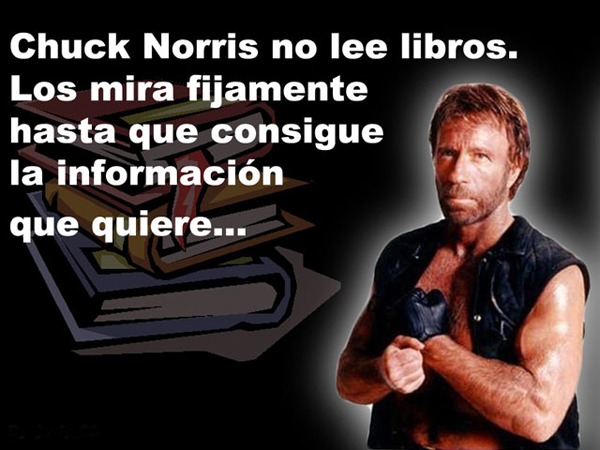 Chuck Norris no lee libros.
Los mira fijamente
hasta que consigue
la información
que quiere...